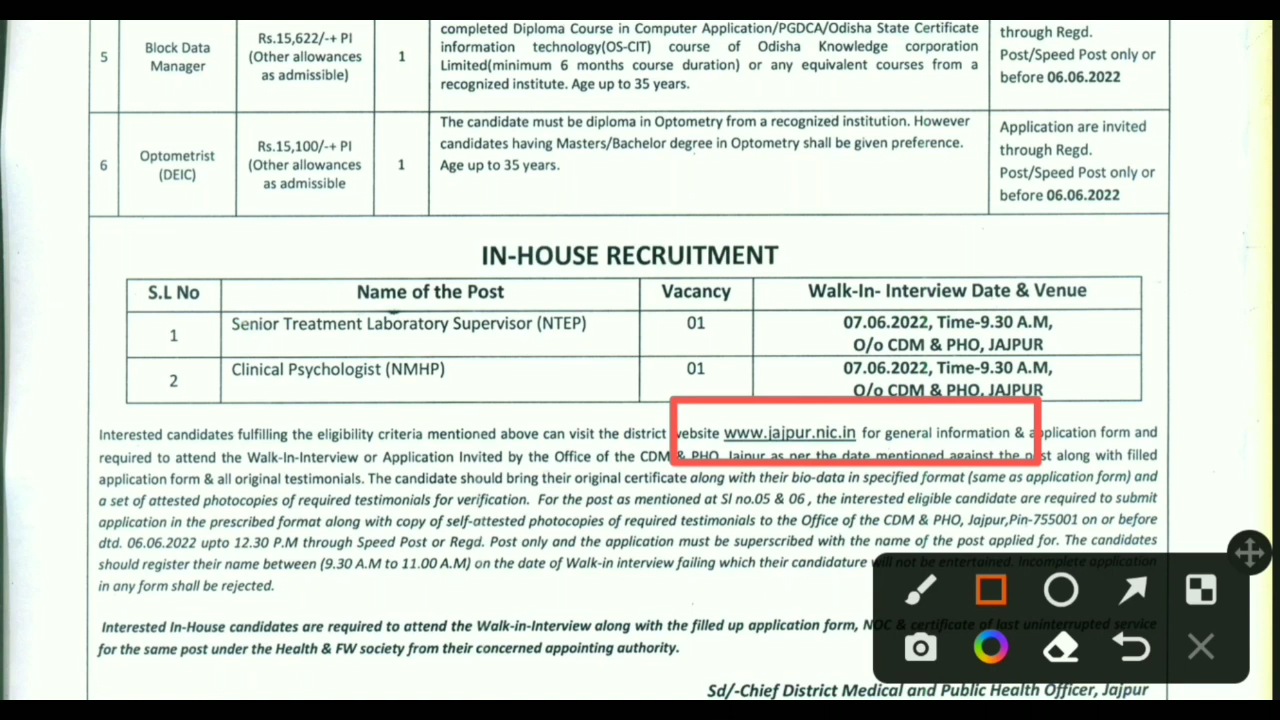 completed Diploma Course in Computer Application/PGDCA/Odisha State Certificate
information technology(OS-CIT) course of Odisha Knowledge corporation
Limited(minimum 6 months course duration) or any equivalent courses from a
recognized institute. Age up to 35 years.
5
Block Data
Manager
Rs.15,622/-+ PI
(Other allowances
as admissible)
1
through Regd.
Post/Speed Post only or
before 06.06.2022
6
Optometrist
(DEIC)
Rs.15,100/-+ PI
(Other allowances
as admissible
1
The candidate must be diploma in Optometry from a recognized institution. However
candidates having Masters/Bachelor degree in Optometry shall be given preference.
Age up to 35 years.
Application are invited
through Regd.
Post/Speed Post only or
before 06.06.2022
IN-HOUSE RECRUITMENT
S.L No Name of the Post Vacancy Walk-In- Interview Date & Venue
1 Senior Treatment Laboratory Supervisor (NTEP) 01 07.06.2022, Time-9.30 A.M,
O/o CDM & PHO, JAJPUR
2 Clinical Psychologist (NMHP) 01 07.06.2022, Time-9.30 A.M,
O/o CDM & PHO, JAJPUR
Interested candidates fulfilling the eligibility criteria mentioned above can visit the district website www.jajpur.nic.in for general information & application form and
required to attend the Walk-In-Interview or Application Invited by the Office of the CDM & PHO, Jajpur as per the date mentioned against the post along with filled
application form & all original testimonials. The candidate should bring their original certificate along with their bio-data in specified format (same as application form) and
a set of attested photocopies of required testimonials for verification. For the post as mentioned at Sl no.05 & 06 , the interested eligible candidate are required to submit
application in the prescribed format along with copy of self-attested photocopies of required testimonials to the Office of the CDM & PHO, Jajpur,Pin-755001 on or before
dtd. 06.06.2022 upto 12.30 P.M through Speed Post or Regd. Post only and the application must be superscribed with the name of the post applied for. The candidates
should register their name between (9.30 A.M to 11.00 A.M) on the date of Walk-in interview failing which their candidature will not be entertained. Incomplete application
in any form shall be rejected.
Interested In-House candidates are required to attend the Walk-in-Interview along with the filled up application form, NOC & certificate of last uninterrupted service
for the same post under the Health & FW society from their concerned appointing authority.
Sd/-Chief District Medical and Public Health Officer, Jajpur